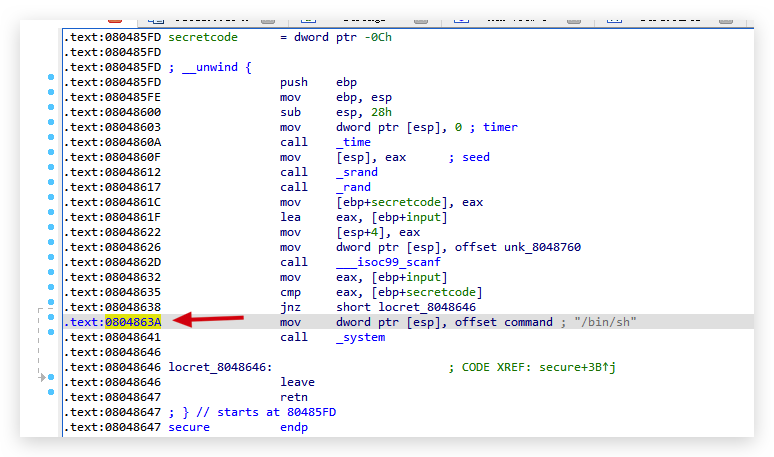 .text:080485FD secretcode = dword ptr -0Ch
.text:080485FD
.text:080485FD ; __unwind {
.text:080485FD push ebp
.text:080485FE mov ebp, esp
.text:08048600 sub esp, 28h
.text:08048603 mov dword ptr [esp], 0 ; timer
.text:0804860A call _time
.text:0804860F mov [esp], eax ; seed
.text:08048612 call _srand
.text:08048617 call _rand
.text:0804861C mov [ebp+secretcode], eax
.text:0804861F lea eax, [ebp+input]
.text:08048622 mov [esp+4], eax
.text:08048626 mov dword ptr [esp], offset unk_8048760
.text:0804862D call ___isoc99_scanf
.text:08048632 mov eax, [ebp+input]
.text:08048635 cmp eax, [ebp+secretcode]
.text:08048638 jnz short locret_8048646
.text:0804863A mov dword ptr [esp], offset command ; "/bin/sh"
.text:08048641 call _system
.text:08048646
.text:08048646 locret_8048646: ; CODE XREF: secure+3B↑j
.text:08048646 leave
.text:08048647 retn
.text:08048647 ; } // starts at 80485FD
.text:08048647 secure endp